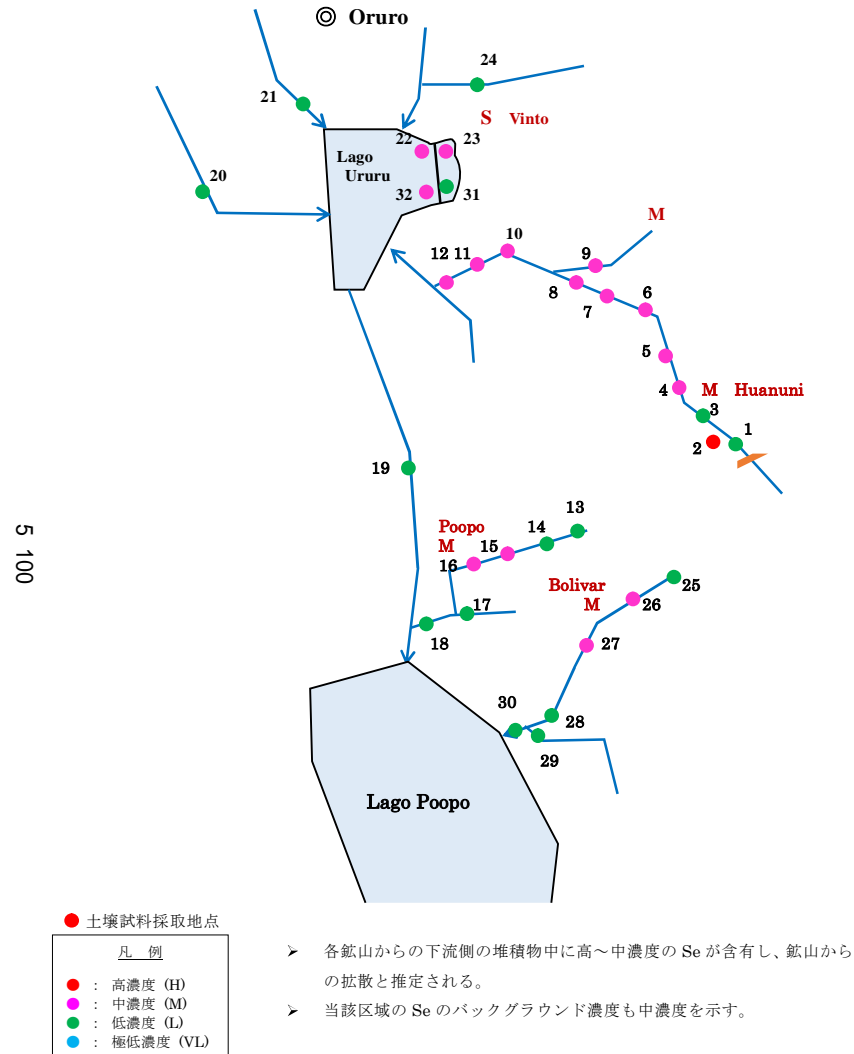 ◎ Oruro
24
21
S Vinto
22
23
Lago
Ururu
20
32
31
M
10
12 11
9
8
7
6
5
4
M Huanuni
3
1
2
19
13
Poopo
M
14
15
16
Bolivar
M
25
26
17
18
27
30
28
29
Lago Poopo
5 100
土壌試料採取地点
凡 例
: 高濃度 (H)
: 中濃度 (M)
: 低濃度 (L)
: 極低濃度 (VL)
➢ 各鉱山からの下流側の堆積物中に高～中濃度の Se が含有し、鉱山から
の拡散と推定される。
➢ 当該区域の Se のバックグラウンド濃度も中濃度を示す。